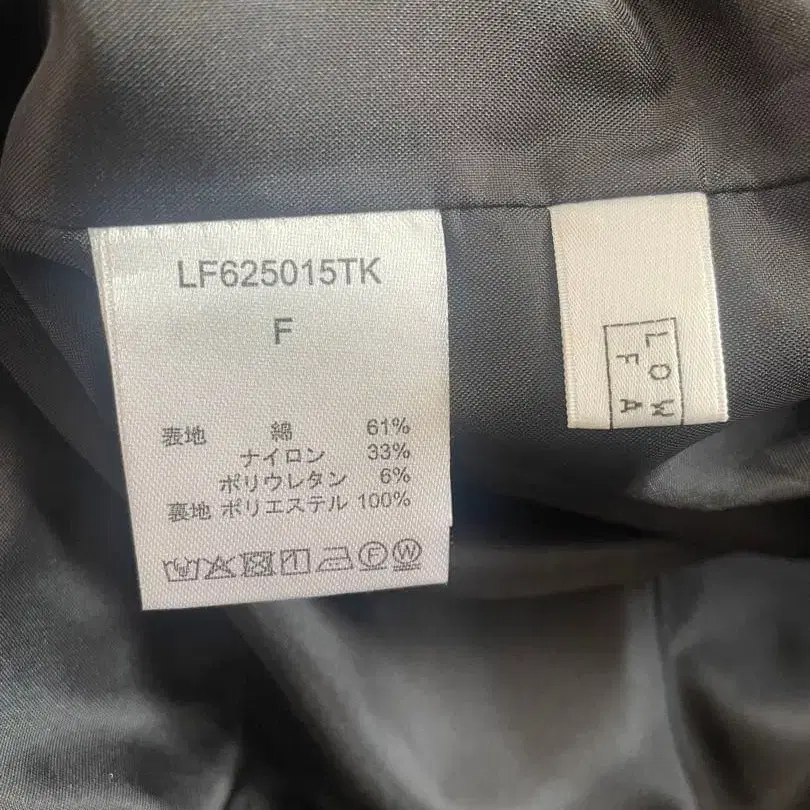 LF625015TK
F
表地 綿 61%
ナイロン 33%
ポリウレタン 6%
裏地 ポリエステル 100%
F W
LOW
FA